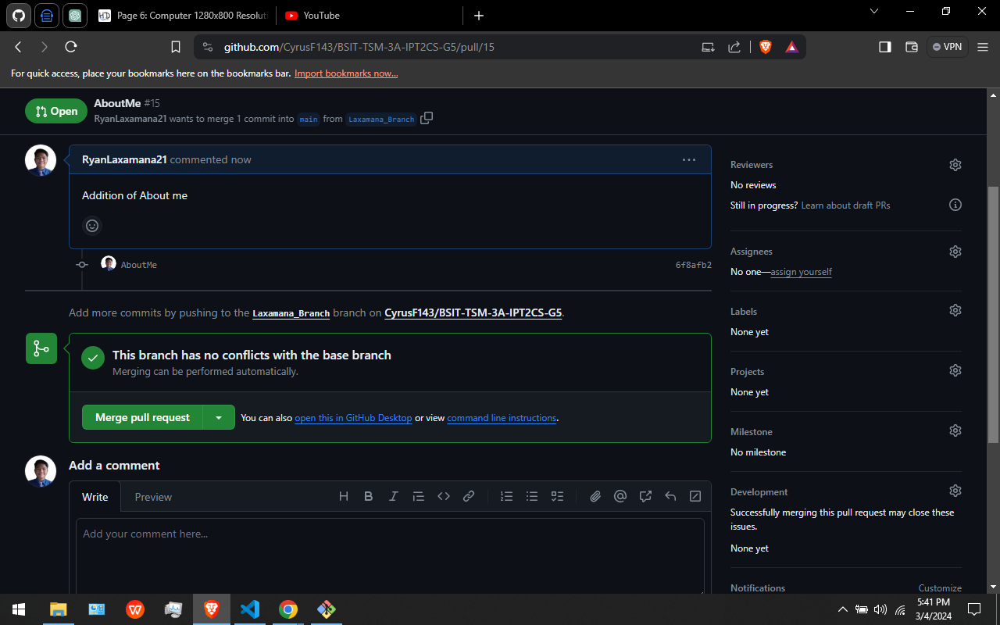 Page 6: Computer 1280x800 Resoluti
YouTube
github.com/CyrusF143/BSIT-TSM-3A-IPT2CS-G5/pull/15
VPN
For quick access, place your bookmarks here on the bookmarks bar. Import bookmarks now...
Open
AboutMe #15
RyanLaxamana21 wants to merge 1 commit into main from Laxamana_Branch
RyanLaxamana21 commented now
Addition of About me
AboutMe
6f8afb2
Add more commits by pushing to the Laxamana_Branch branch on CyrusF143/BSIT-TSM-3A-IPT2CS-G5.
This branch has no conflicts with the base branch
Merging can be performed automatically.
Merge pull request
You can also open this in GitHub Desktop or view command line instructions.
Add a comment
Write
Preview
Add your comment here...
Reviewers
No reviews
Still in progress? Learn about draft PRs
Assignees
No one—assign yourself
Labels
None yet
Projects
None yet
Milestone
No milestone
Development
Successfully merging this pull request may close these
issues.
None yet
Notifications
Customize
5:41 PM
3/4/2024